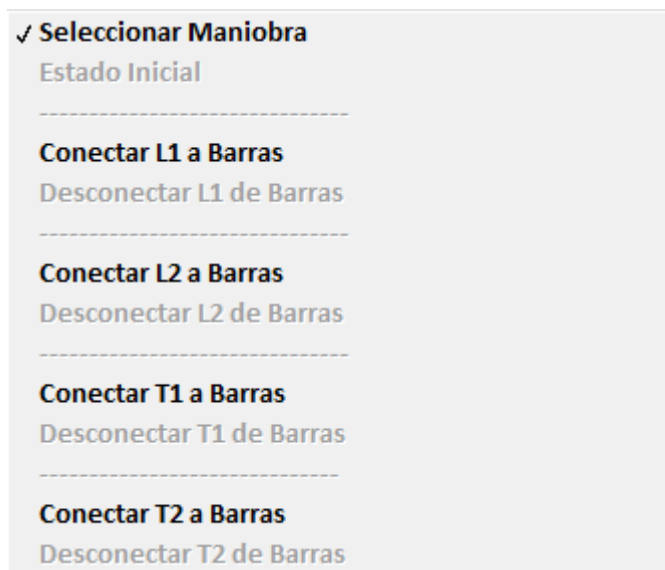 ✓ Seleccionar Maniobra
Estado Inicial
-------------------------------
Conectar L1 a Barras
Desconectar L1 de Barras
-------------------------------
Conectar L2 a Barras
Desconectar L2 de Barras
-------------------------------
Conectar T1 a Barras
Desconectar T1 de Barras
------------------------------
Conectar T2 a Barras
Desconectar T2 de Barras